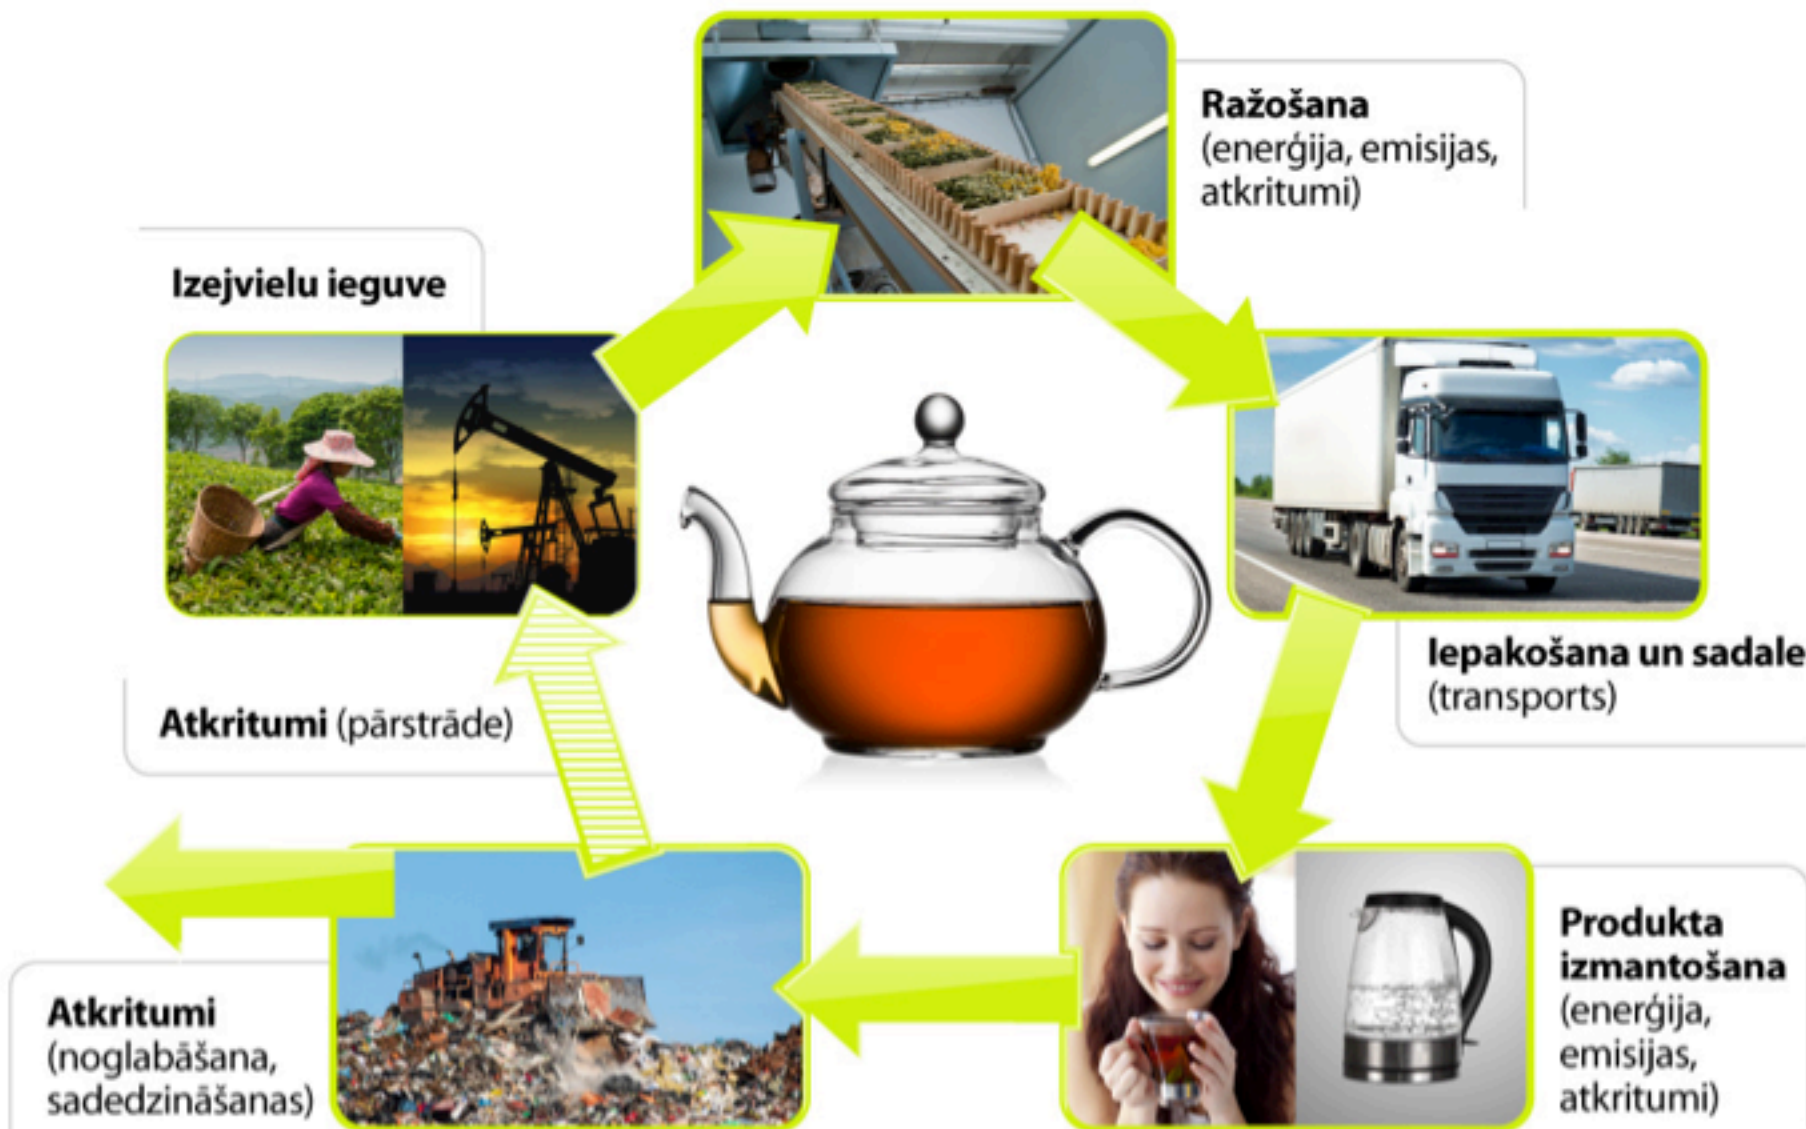 Ražošana
(enerģija, emisijas,
atkritumi)
Izejvielu ieguve
Iepakošana un sadale
(transports)
Atkritumi (pārstrāde)
Produkta
izmantošana
(enerģija,
emisijas,
atkritumi)
Atkritumi
(noglabāšana,
sadedzināšanas)